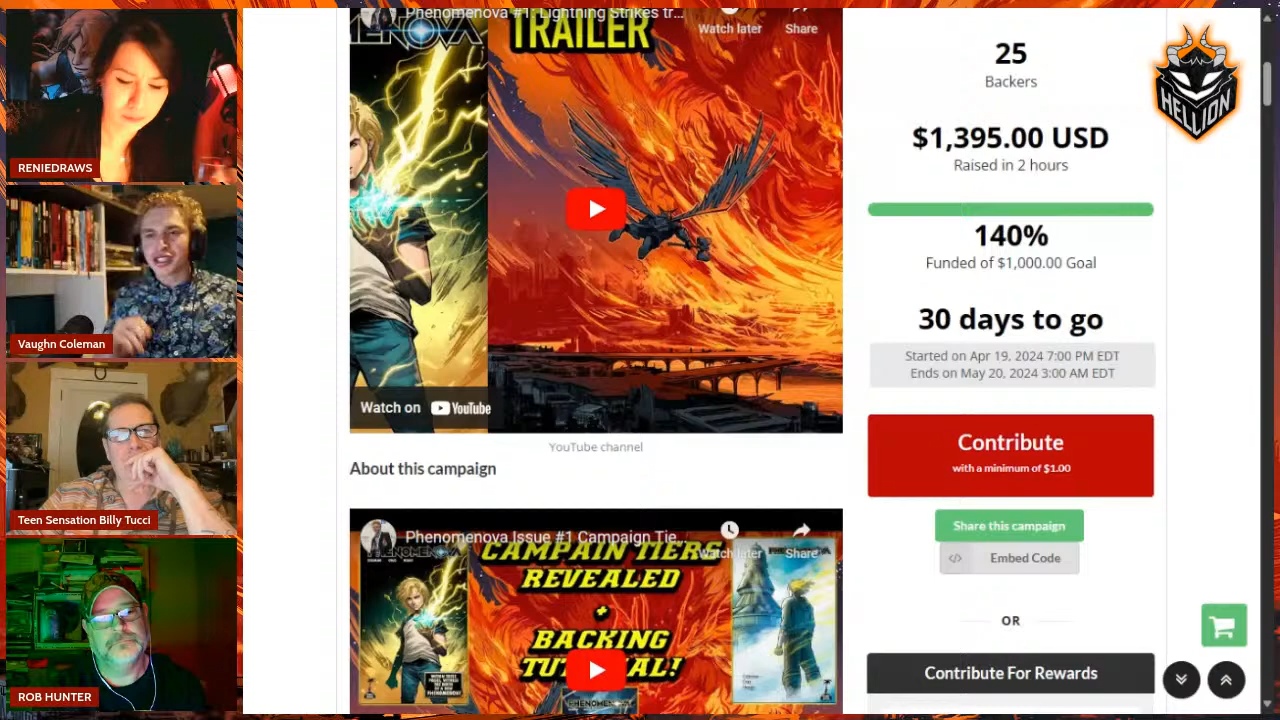 RENIEDRAWS
Vaughn Coleman
Teen Sensation Billy Tucci
ROB HUNTER
Phenomenova #1: Lightning Strikes tr...
Watch later
Share
TRAILER
Watch on YouTube
YouTube channel
About this campaign
Phenomenova Issue #1 Campaign Tie...
Watch later
Share
CAMPAIN TIERS
REVEALED
+
BACKING
TUTORIAL!
HELLION
25
Backers
$1,395.00 USD
Raised in 2 hours
140%
Funded of $1,000.00 Goal
30 days to go
Started on Apr 19, 2024 7:00 PM EDT
Ends on May 20, 2024 3:00 AM EDT
Contribute
with a minimum of $1.00
Share this campaign
</> Embed Code
OR
Contribute For Rewards